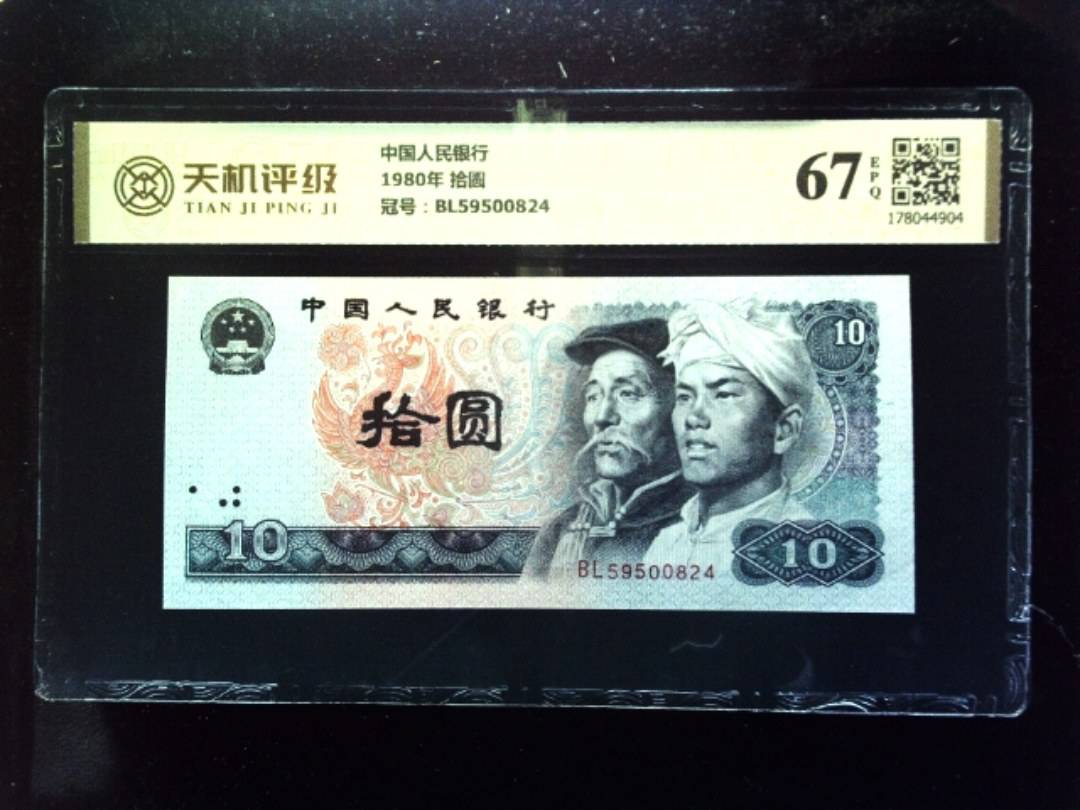 天机评级
TIAN JI PING JI
中国人民银行
1980年 拾圆
冠号：BL59500824
67
EPQ
178044904
中国人民银行
10
拾圆
10
BL59500824
10